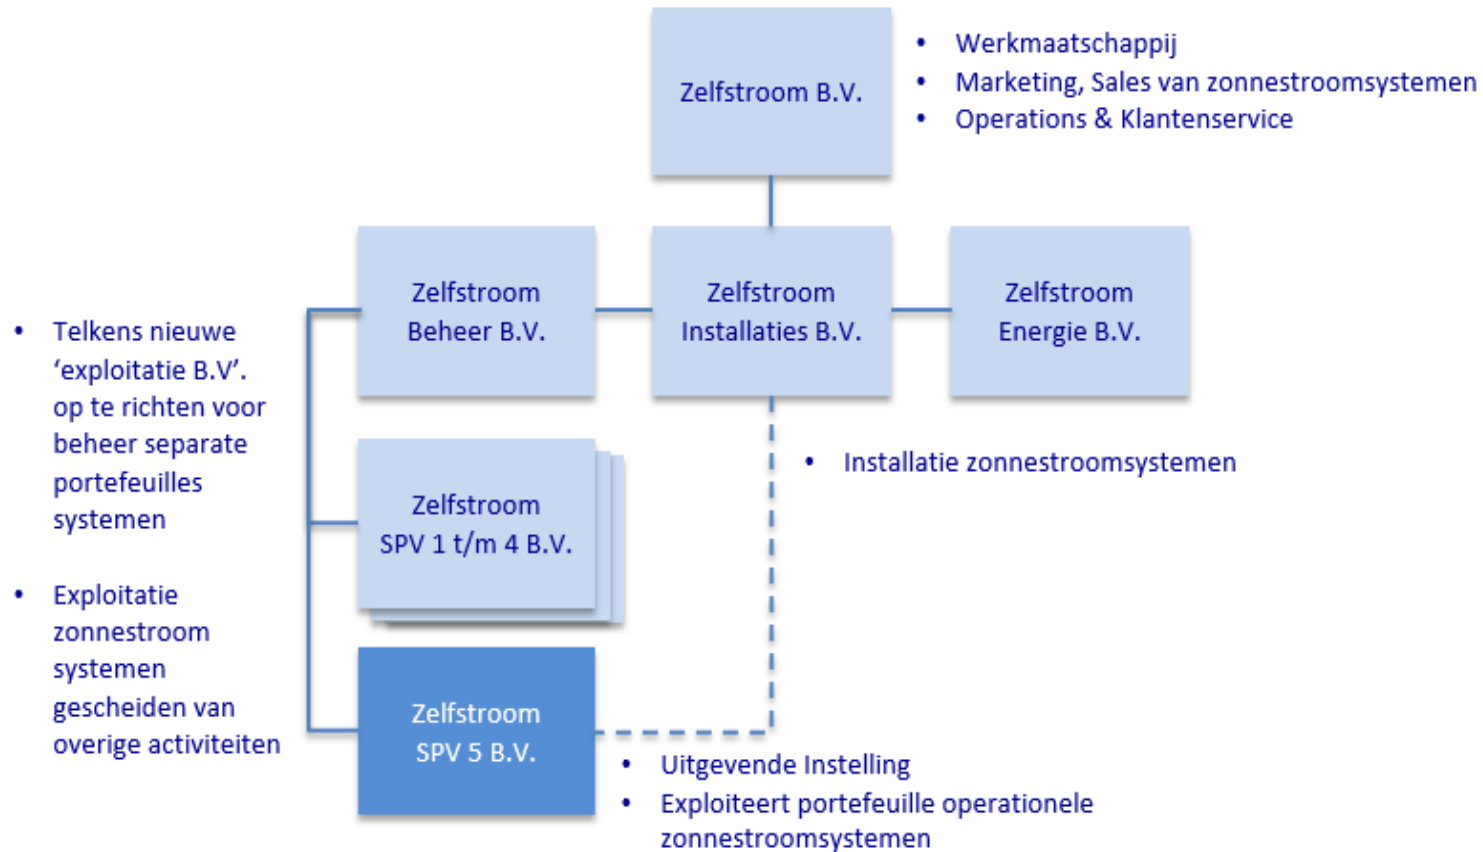 Zelfstroom B.V.
• Werkmaatschappij
• Marketing, Sales van zonnestroomsystemen
• Operations & Klantenservice
Zelfstroom
Beheer B.V.
Zelfstroom
Installaties B.V.
Zelfstroom
Energie B.V.
• Telkens nieuwe
‘exploitatie B.V’.
op te richten voor
beheer separate
portefeuilles
systemen
• Exploitatie
zonnestroom
systemen
gescheiden van
overige activiteiten
• Installatie zonnestroomsystemen
Zelfstroom
SPV 1 t/m 4 B.V.
Zelfstroom
SPV 5 B.V.
• Uitgevende Instelling
• Exploiteert portefeuille operationele
zonnestroomsystemen